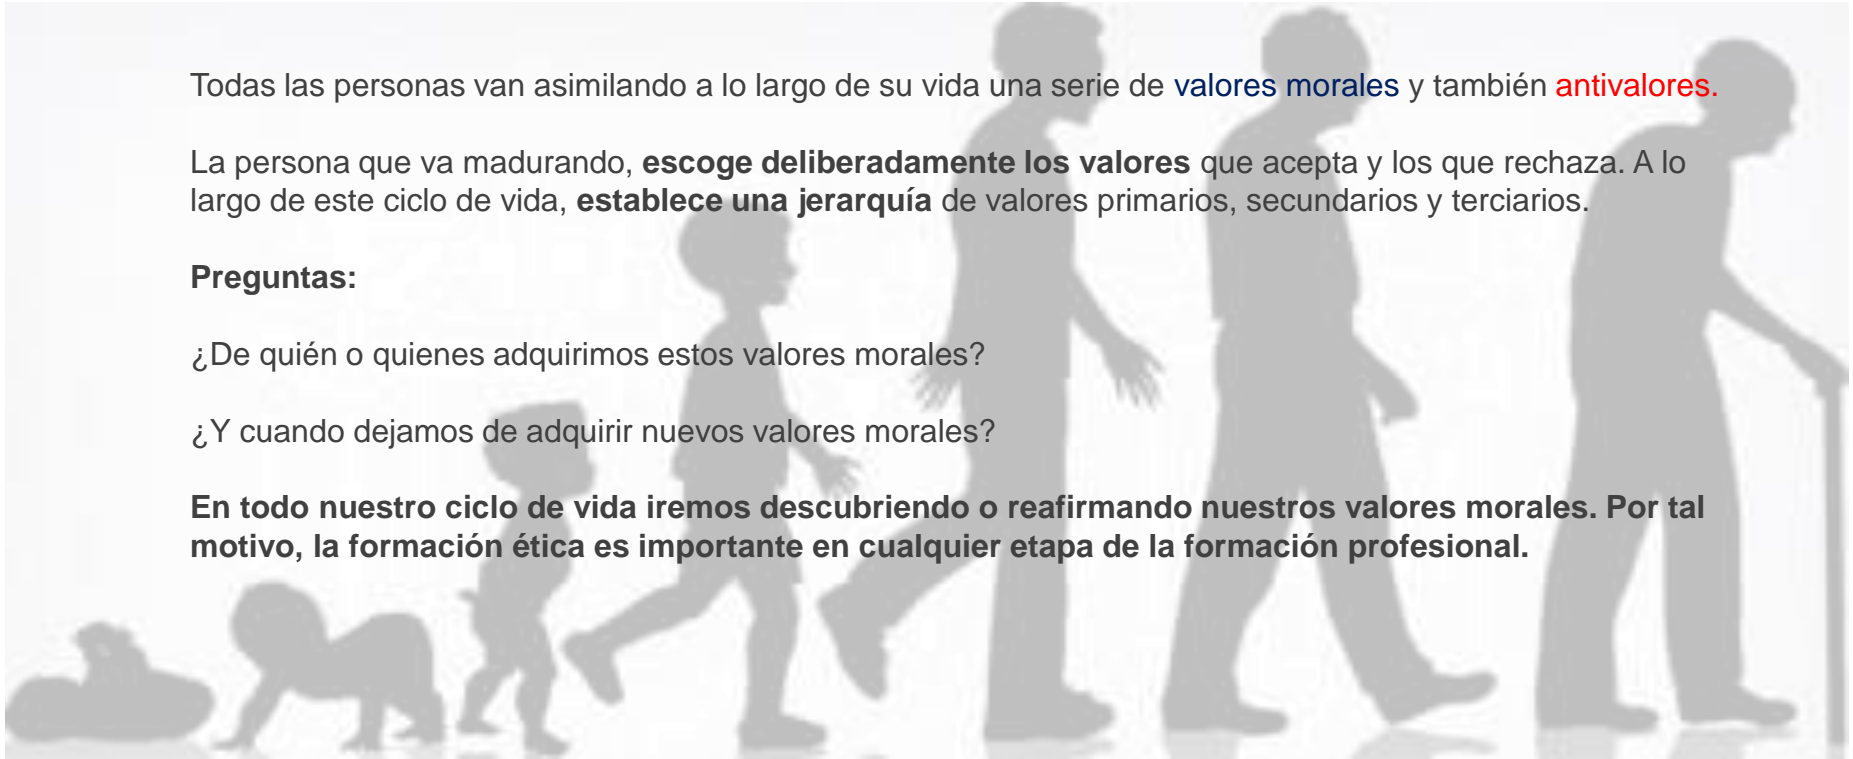 Todas las personas van asimilando a lo largo de su vida una serie de valores morales y también antivalores.
La persona que va madurando, escoge deliberadamente los valores que acepta y los que rechaza. A lo
largo de este ciclo de vida, establece una jerarquía de valores primarios, secundarios y terciarios.
Preguntas:
¿De quién o quienes adquirimos estos valores morales?
¿Y cuando dejamos de adquirir nuevos valores morales?
En todo nuestro ciclo de vida iremos descubriendo o reafirmando nuestros valores morales. Por tal
motivo, la formación ética es importante en cualquier etapa de la formación profesional.